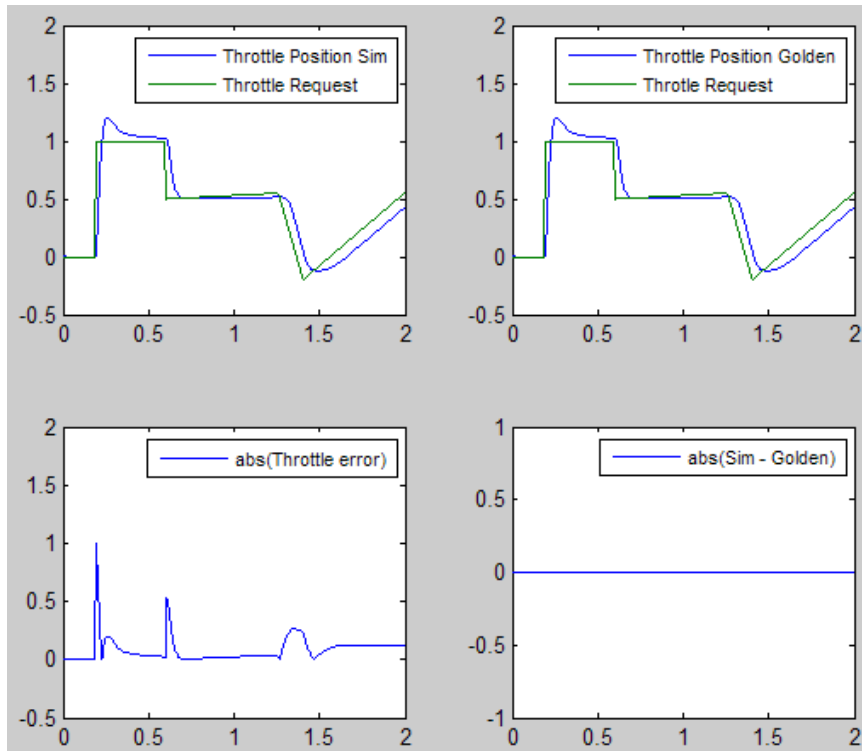 2
Throttle Position Sim
1.5
Throttle Request
1
0.5
0
-0.5
0 0.5 1 1.5 2
2
Throttle Position Golden
1.5
Throtle Request
1
0.5
0
-0.5
0 0.5 1 1.5 2
2
abs(Throttle error)
1.5
1
0.5
0
-0.5
0 0.5 1 1.5 2
1
abs(Sim - Golden)
0.5
0
-0.5
-1
0 0.5 1 1.5 2